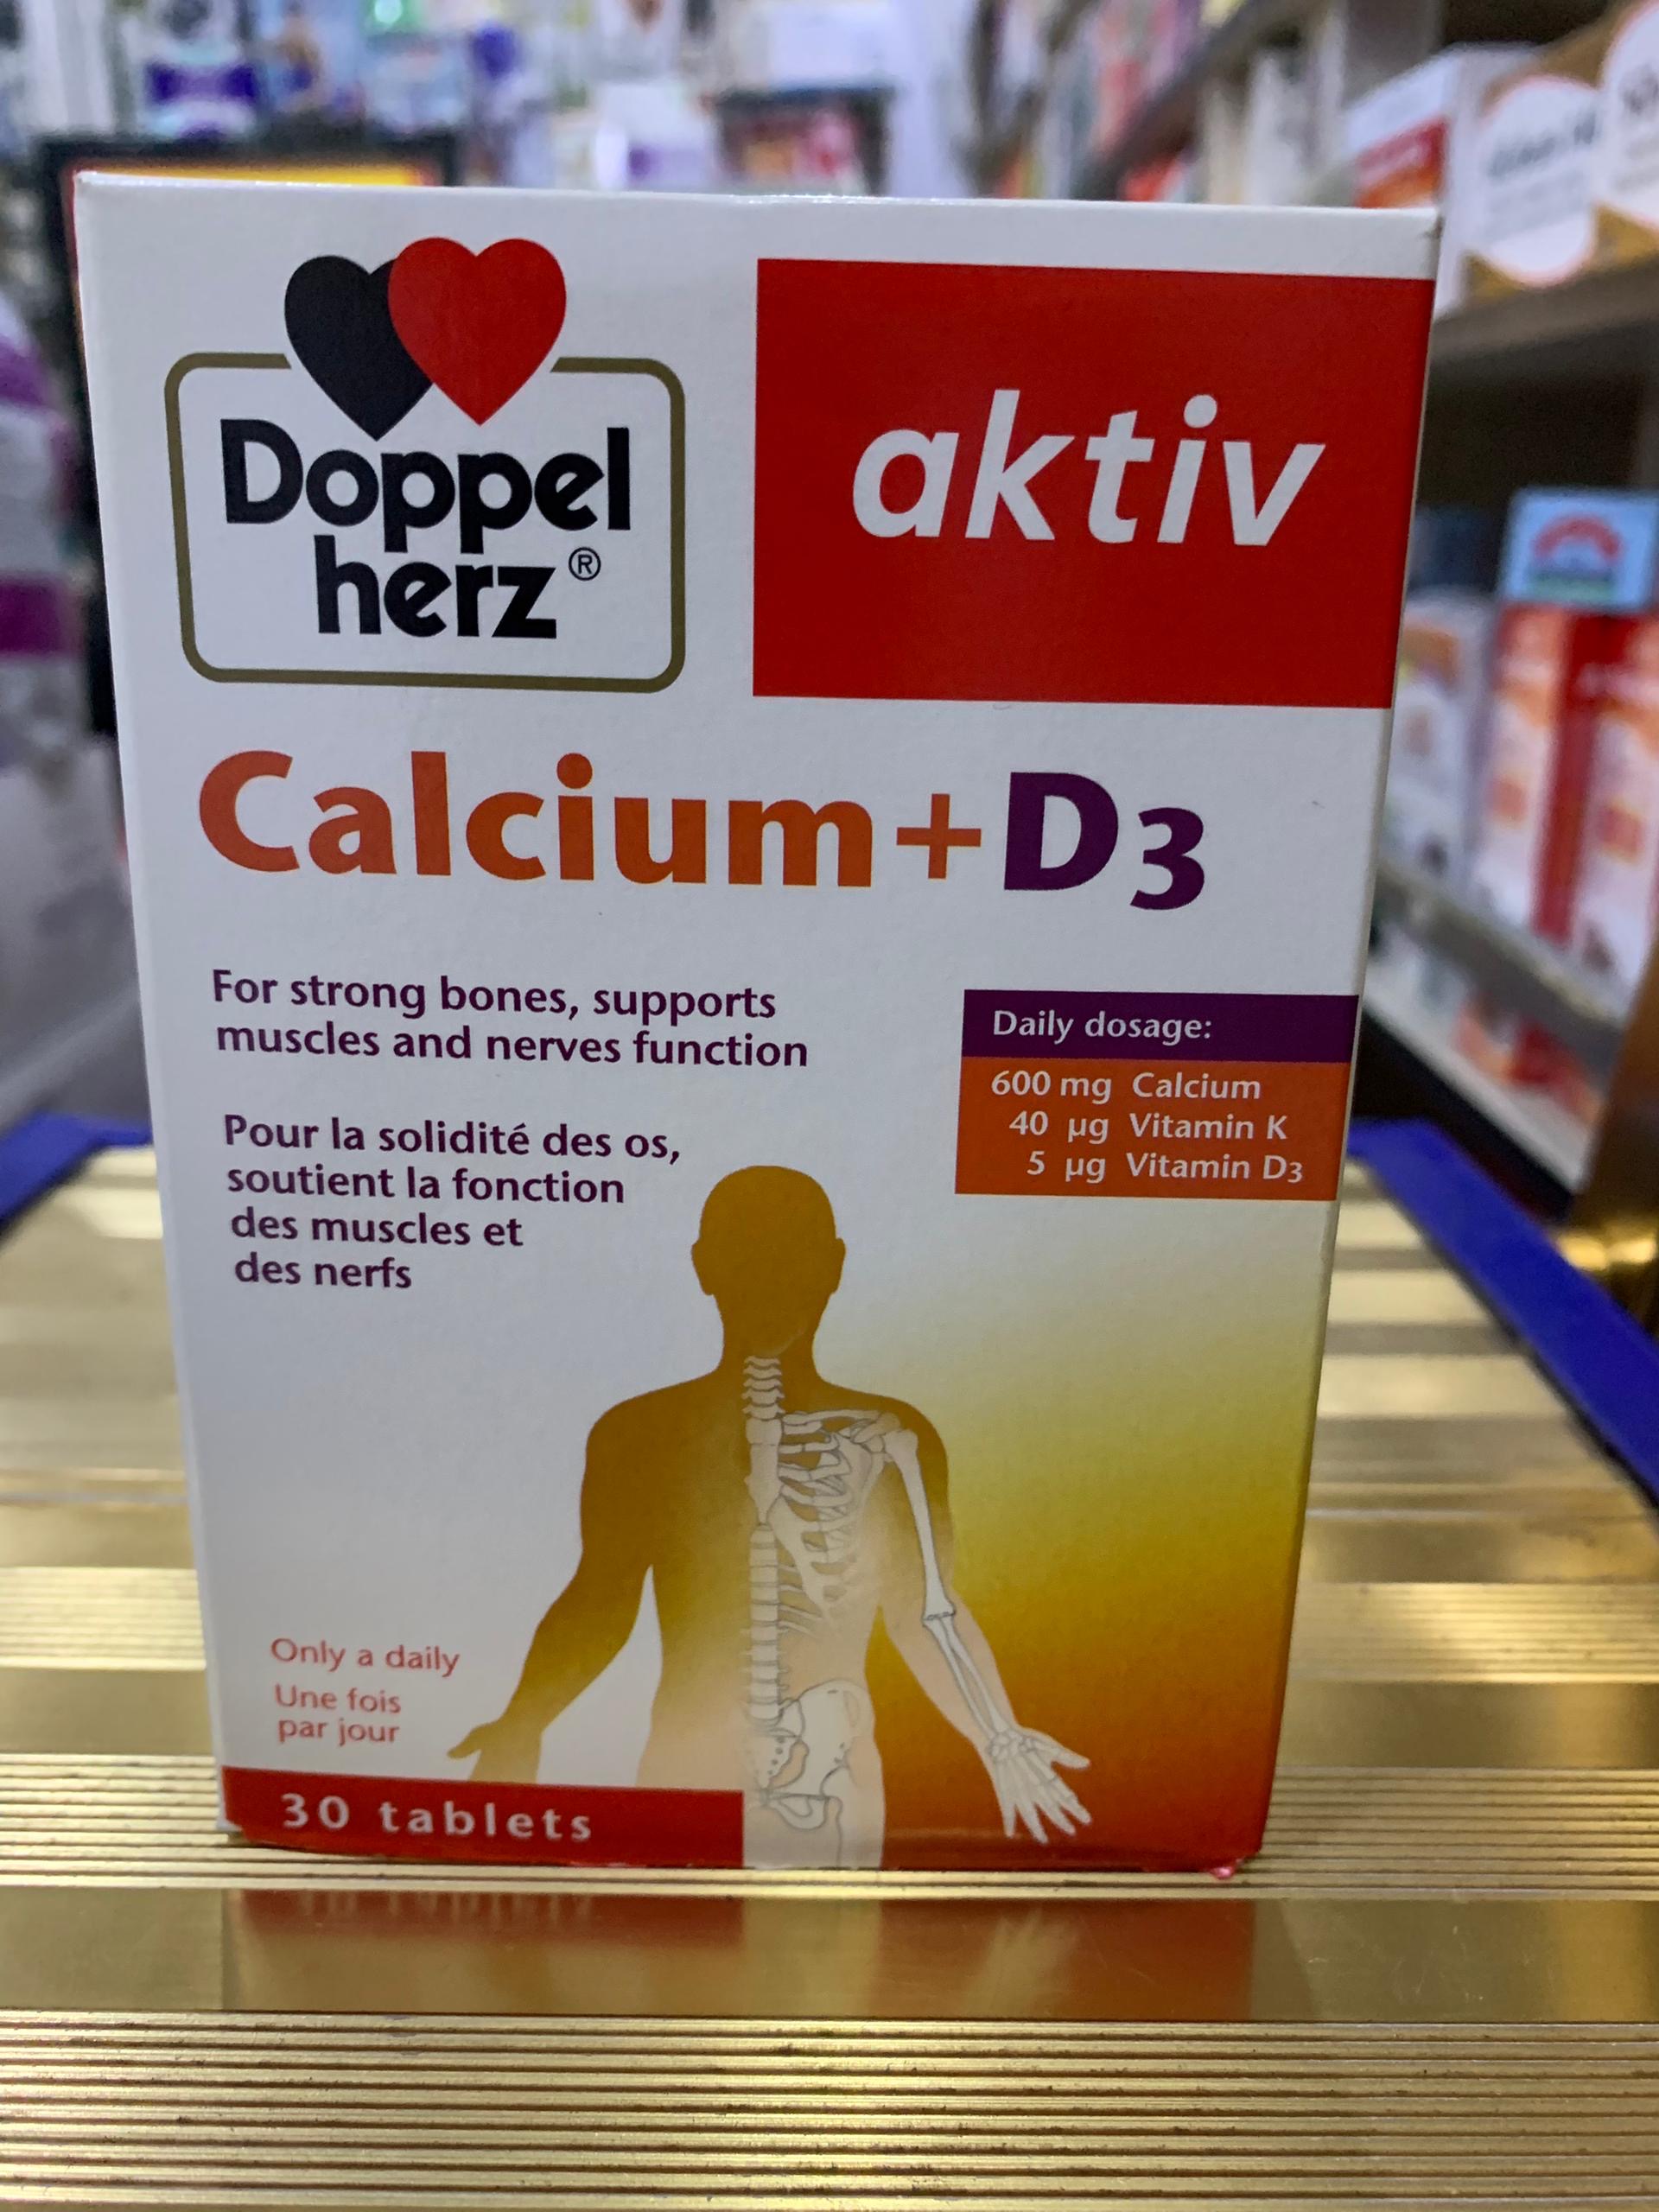 Doppel
herz®
aktiv
Calcium+D3
For strong bones, supports
muscles and nerves function
Pour la solidité des os,
soutient la fonction
des muscles et
des nerfs
Daily dosage:
600 mg Calcium
40 µg Vitamin K
5 µg Vitamin D3
Only a daily
Une fois
par jour
30 tablets